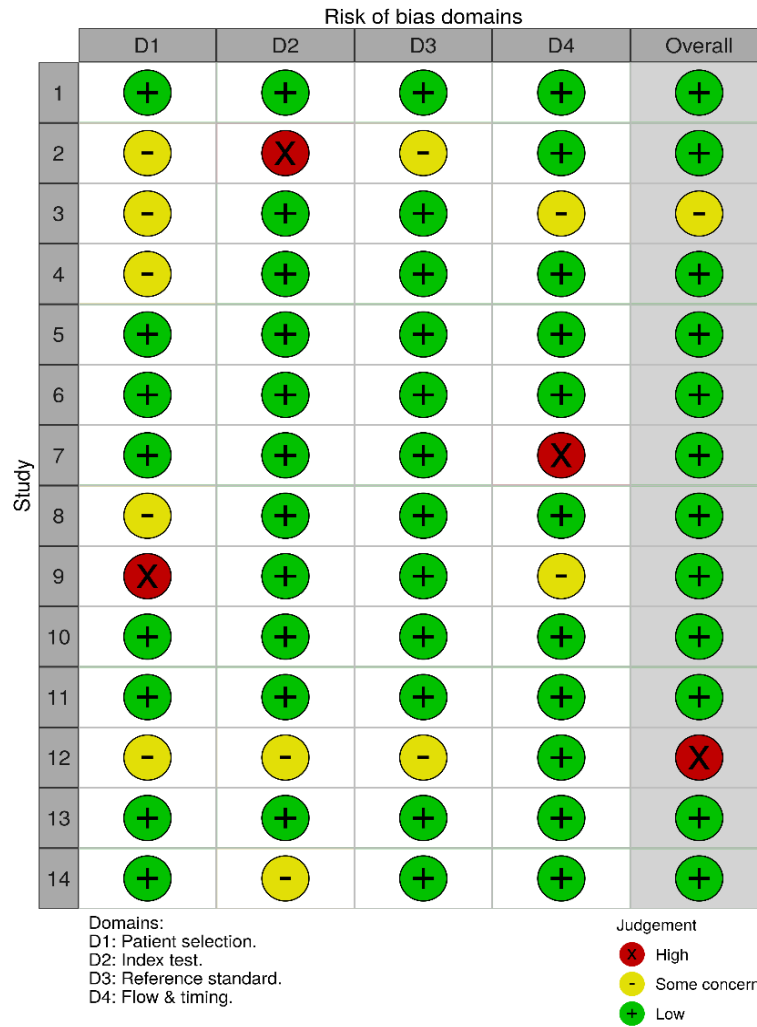 Risk of bias domains
D1 D2 D3 D4 Overall
1 + + + + +
2 - X - + +
3 - + + - -
4 - + + + +
5 + + + + +
6 + + + + +
7 + + + X +
8 - + + + +
9 X + + - +
10 + + + + +
11 + + + + +
12 - - - + X
13 + + + + +
14 + - + + +
Study
Domains:
D1: Patient selection.
D2: Index test.
D3: Reference standard.
D4: Flow & timing.
Judgement
X High
- Some concern
+ Low